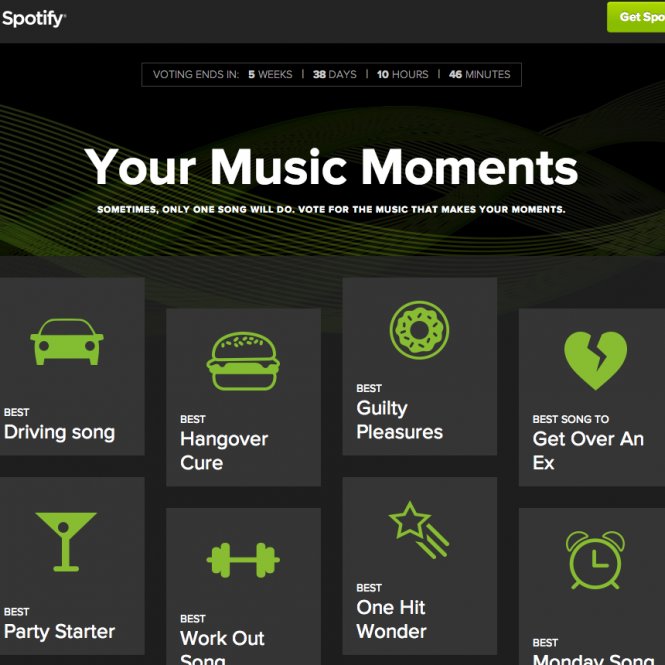 Spotify®
Get Spo
VOTING ENDS IN: 5 WEEKS | 38 DAYS | 10 HOURS | 46 MINUTES
Your Music Moments
SOMETIMES, ONLY ONE SONG WILL DO. VOTE FOR THE MUSIC THAT MAKES YOUR MOMENTS.
BEST
Driving song
BEST
Hangover
Cure
BEST
Guilty
Pleasures
BEST SONG TO
Get Over An
Ex
BEST
Party Starter
BEST
Work Out
Song
BEST
One Hit
Wonder
BEST
Monday Song